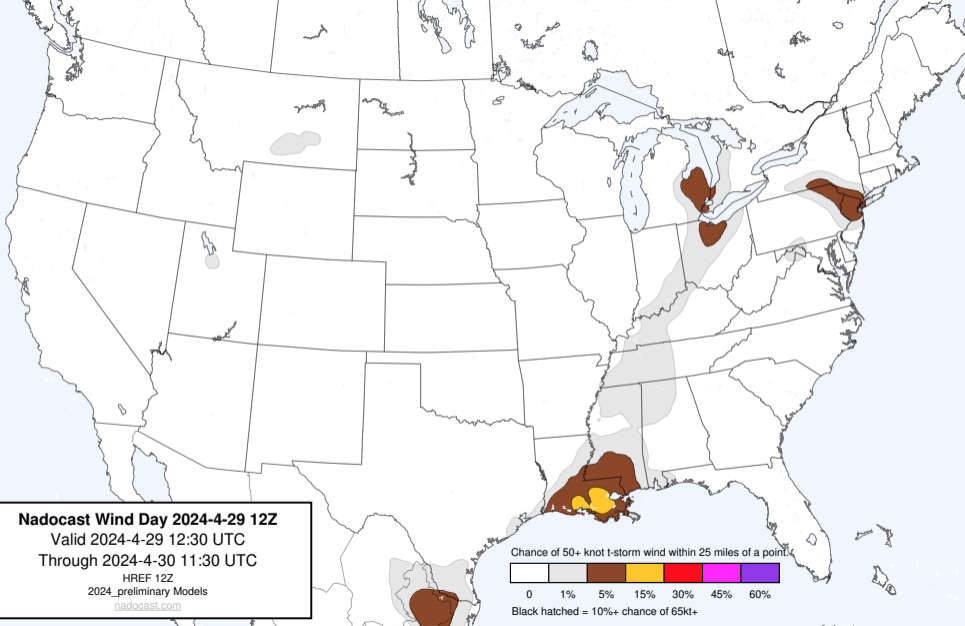 Nadocast Wind Day 2024-4-29 12Z
Valid 2024-4-29 12:30 UTC
Through 2024-4-30 11:30 UTC
HREF 12Z
2024_preliminary Models
nadocast.com
Chance of 50+ knot t-storm wind within 25 miles of a point.
0 1% 5% 15% 30% 45% 60%
Black hatched = 10%+ chance of 65kt+